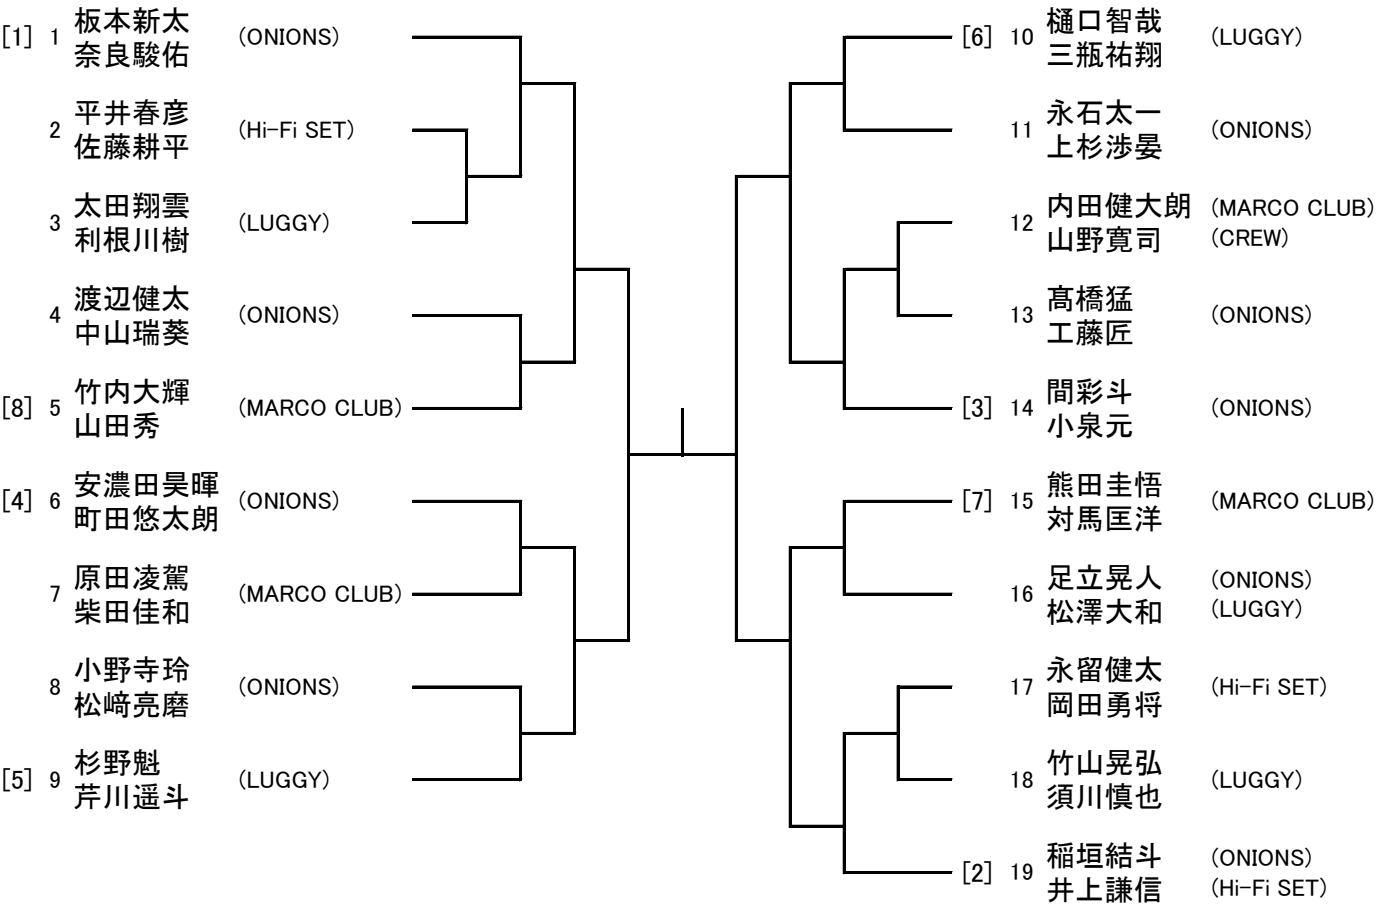 [1] 1 板本新太 (ONIONS)
奈良駿佑
2 平井春彦 (Hi-Fi SET)
佐藤耕平
3 太田翔雲 (LUGGY)
利根川樹
4 渡辺健太 (ONIONS)
中山瑞葵
[8] 5 竹内大輝 (MARCO CLUB)
山田秀
[4] 6 安濃田昊暉 (ONIONS)
町田悠太朗
7 原田凌駕 (MARCO CLUB)
柴田佳和
8 小野寺玲 (ONIONS)
松﨑亮磨
[5] 9 杉野魁 (LUGGY)
芹川遥斗
[6] 10 樋口智哉 (LUGGY)
三瓶祐翔
11 永石太一 (ONIONS)
上杉渉晏
12 内田健大朗 (MARCO CLUB)
山野寛司 (CREW)
13 髙橋猛 (ONIONS)
工藤匠
[3] 14 間彩斗 (ONIONS)
小泉元
[7] 15 熊田圭悟 (MARCO CLUB)
対馬匡洋
16 足立晃人 (ONIONS)
松澤大和 (LUGGY)
17 永留健太 (Hi-Fi SET)
岡田勇将
18 竹山晃弘 (LUGGY)
須川慎也
[2] 19 稲垣結斗 (ONIONS)
井上謙信 (Hi-Fi SET)